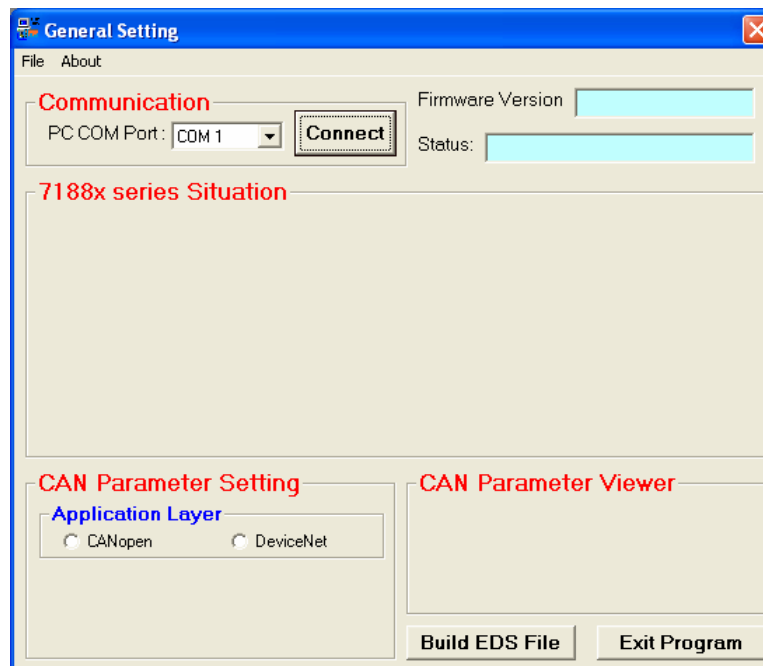 General Setting
File About
Communication
PC COM Port : COM 1 Connect
Firmware Version
Status:
7188x series Situation
CAN Parameter Setting
Application Layer
CANopen DeviceNet
CAN Parameter Viewer
Build EDS File Exit Program